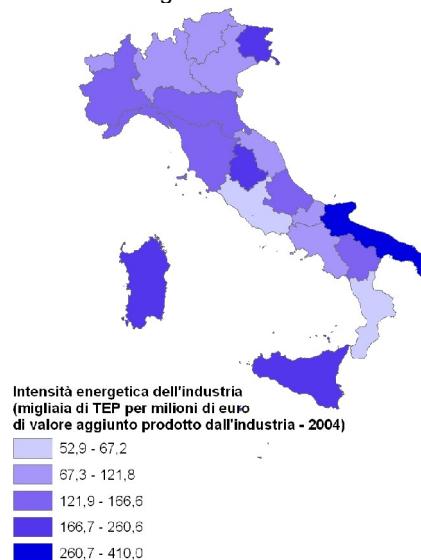 Intensità energetica dell'industria
(migliaia di TEP per milioni di euro
di valore aggiunto prodotto dall'industria - 2004)
52,9 - 67,2
67,3 - 121,8
121,9 - 166,6
166,7 - 260,6
260,7 - 410,0